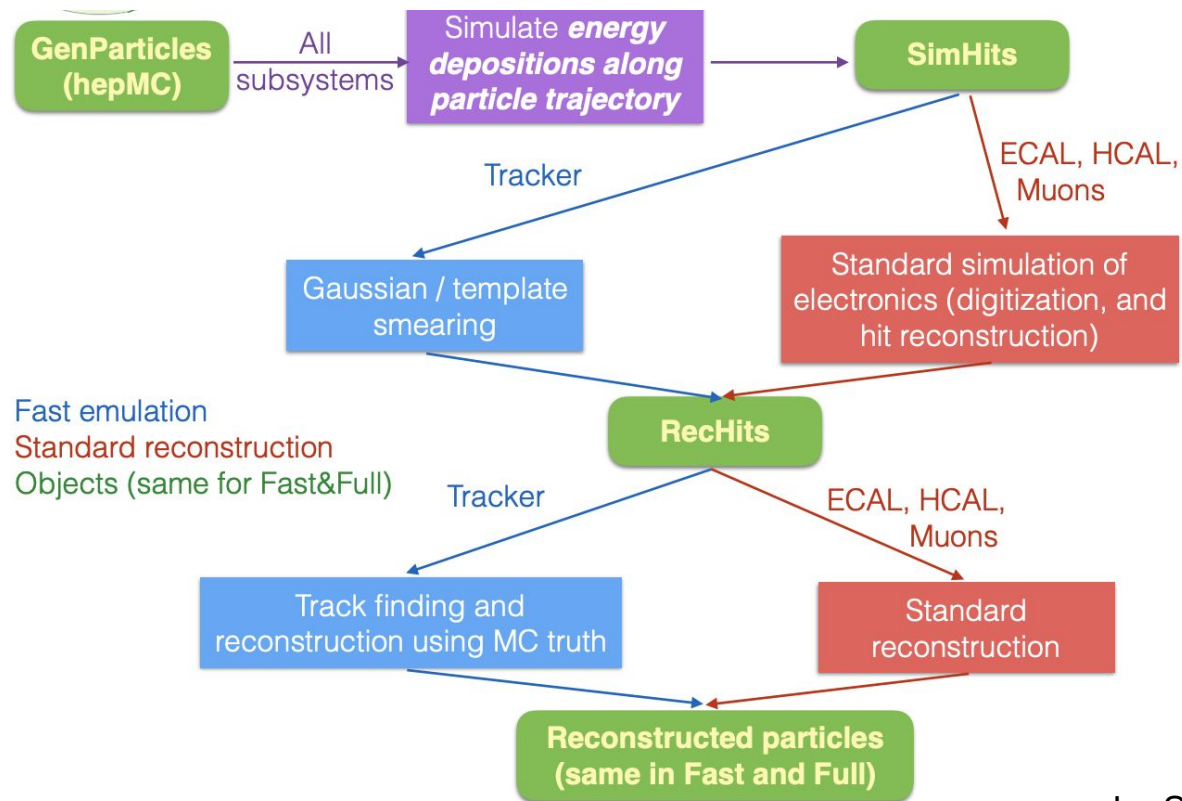 GenParticles
(hepMC)
All
subsystems
Simulate energy
depositions along
particle trajectory
SimHits
Tracker
ECAL, HCAL,
Muons
Gaussian / template
smearing
Standard simulation of
electronics (digitization, and
hit reconstruction)
Fast emulation
Standard reconstruction
Objects (same for Fast&Full)
RecHits
Tracker
ECAL, HCAL,
Muons
Track finding and
reconstruction using MC truth
Standard
reconstruction
Reconstructed particles
(same in Fast and Full)